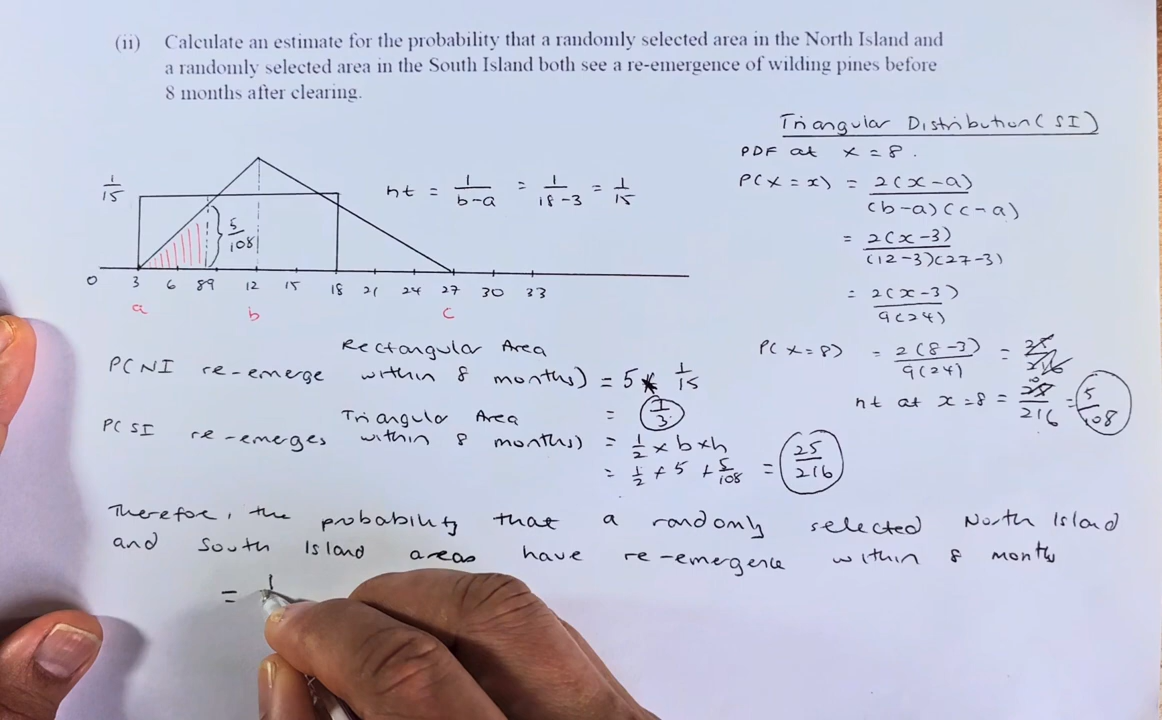 (ii) Calculate an estimate for the probability that a randomly selected area in the North Island and
a randomly selected area in the South Island both see a re-emergence of wilding pines before
8 months after clearing.
Triangular Distribution (SI)
PDF at x = 8.
P(X = x) = 2(x-a) / (b-a)(c-a)
= 2(x-3) / (12-3)(27-3)
= 2(x-3) / 9(24)
P(x=8) = 2(8-3) / 9(24) = 25/216
ht at x=8 = 10/216 = 5/108
1/15
ht = 1/b-a = 1/18-3 = 1/15
5/108
0 3 6 8 9 12 15 18 21 24 27 30 33
a b c
Rectangular Area
P(NI re-emerge within 8 months) = 5 * 1/15
= 1/3
Triangular Area
P(SI re-emerges within 8 months) = 1/2 x b x h
= 1/2 + 5 + 5/108 = 25/216
Therefor, the probability that a randomly selected North Island
and South Island areas have re-emergence within 8 months
= 1